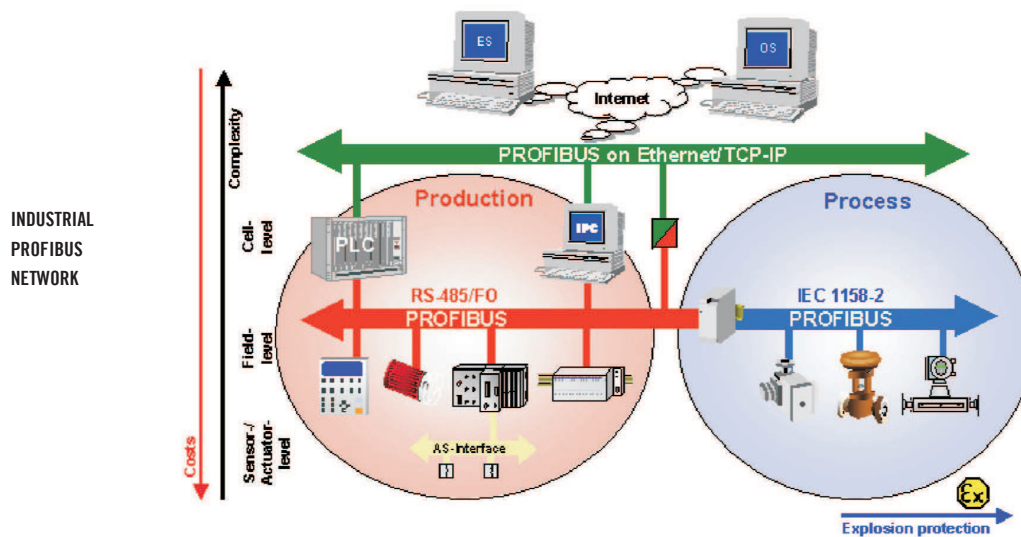 INDUSTRIAL
PROFIBUS
NETWORK
Complexity
Cell-
level
Field-
level
Sensor-/
Actuator-
level
Costs
ES
OS
Internet
PROFIBUS on Ethernet/TCP-IP
Production
Process
PLC
IPC
RS-485/FO
PROFIBUS
IEC 1158-2
PROFIBUS
AS-Interface
Ex
Explosion protection